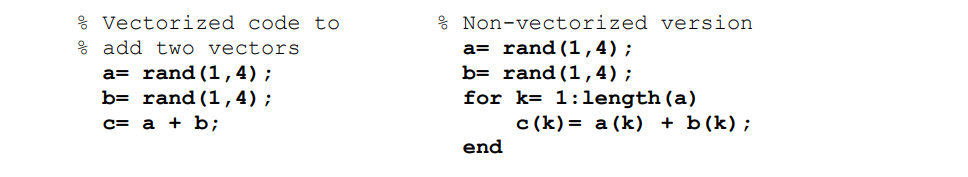 % Vectorized code to
% add two vectors
a= rand(1,4);
b= rand(1,4);
c= a + b;
% Non-vectorized version
a= rand(1,4);
b= rand(1,4);
for k= 1:length(a)
c(k)= a(k) + b(k);
end